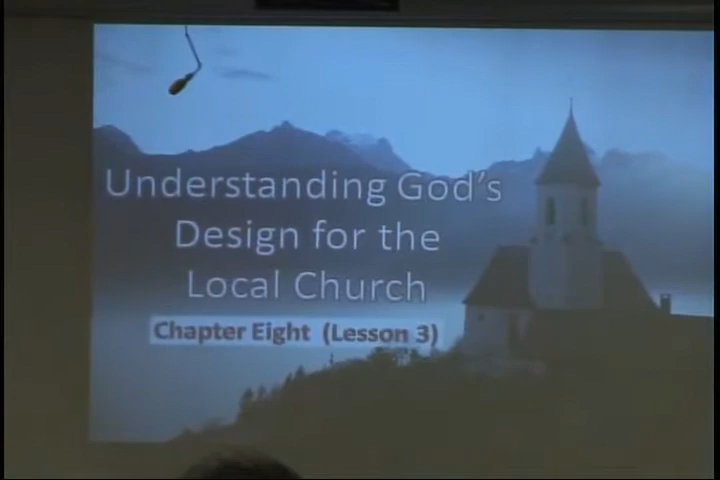 Understanding God's
Design for the
Local Church
Chapter Eight (Lesson 3)